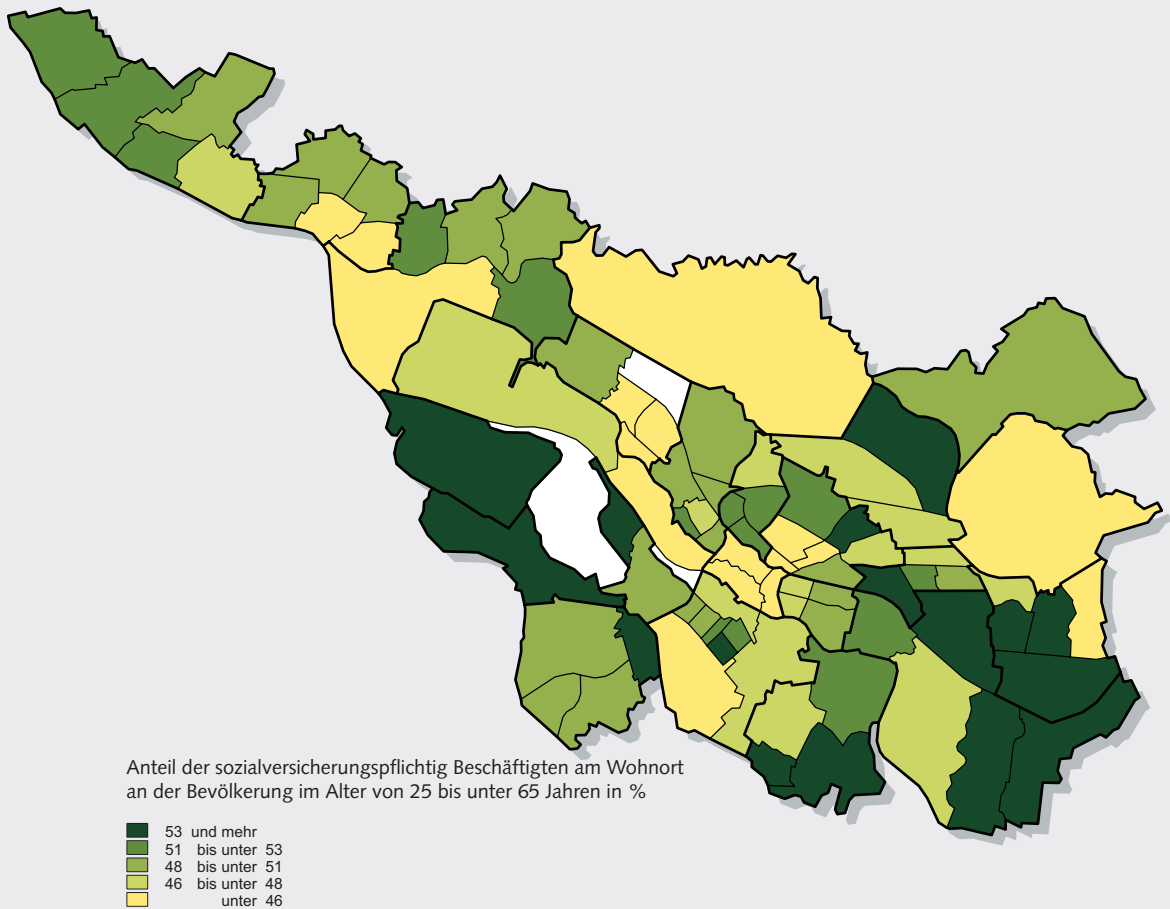 Anteil der sozialversicherungspflichtig Beschäftigten am Wohnort
an der Bevölkerung im Alter von 25 bis unter 65 Jahren in %
53 und mehr
51 bis unter 53
48 bis unter 51
46 bis unter 48
unter 46